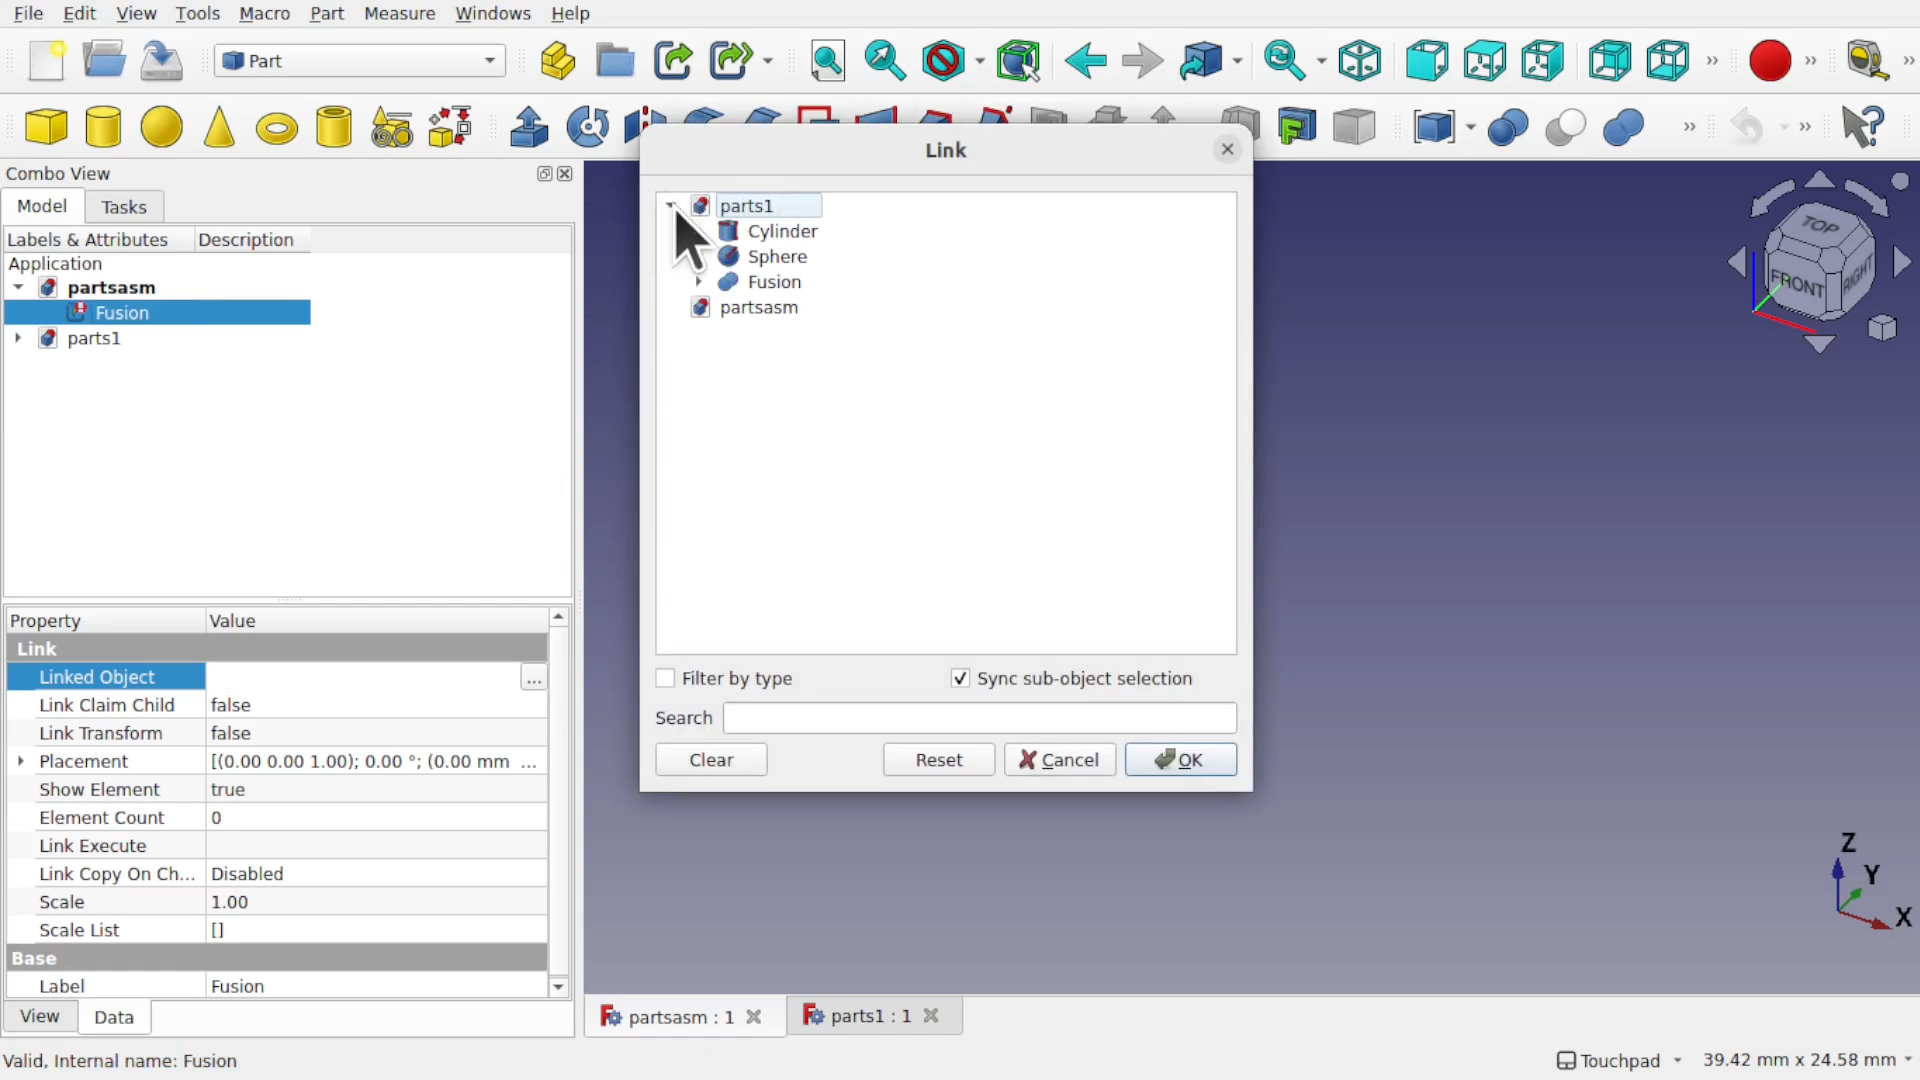 File Edit View Tools Macro Part Measure Windows Help
Part
Combo View
Model Tasks
Labels & Attributes Description
Application
partsasm
Fusion
parts1
Property Value
Link
Linked Object ...
Link Claim Child false
Link Transform false
Placement [(0.00 0.00 1.00); 0.00 °; (0.00 mm ...
Show Element true
Element Count 0
Link Execute
Link Copy On Ch... Disabled
Scale 1.00
Scale List []
Base
Label Fusion
View Data
Valid, Internal name: Fusion
Link
parts1
Cylinder
Sphere
Fusion
partsasm
Filter by type Sync sub-object selection
Search
Clear Reset Cancel OK
TOP
FRONT RIGHT
Z
Y
X
partsasm : 1 parts1 : 1
Touchpad 39.42 mm x 24.58 mm